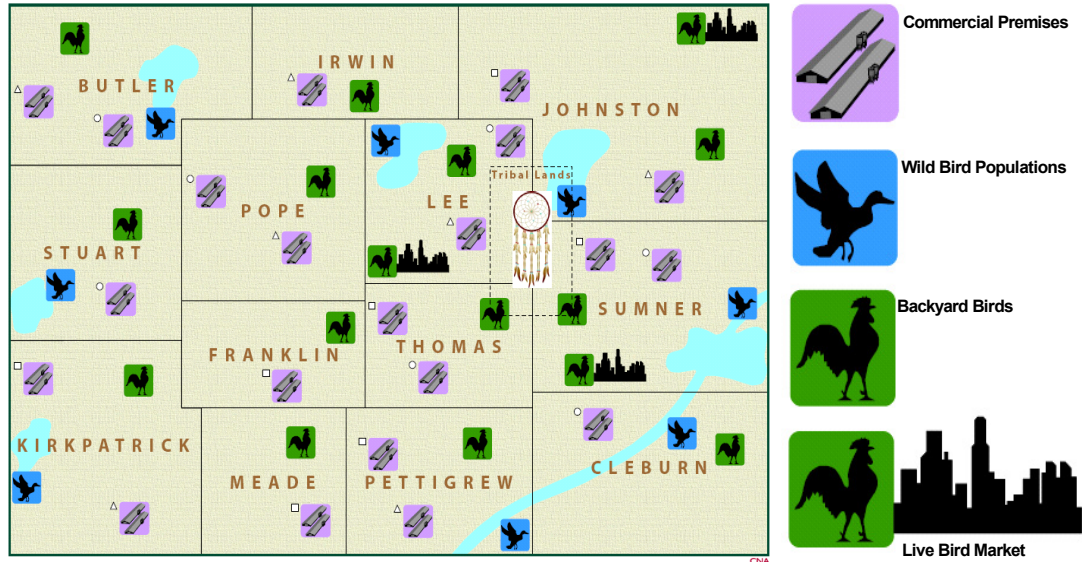 Commercial Premises
IRWIN
BUTLER
JOHNSTON
Tribal Lands
Wild Bird Populations
LEE
POPE
STUART
SUMNER
Backyard Birds
THOMAS
FRANKLIN
KIRKPATRICK
CLEBURN
MEADE
PETTIGREW
Live Bird Market
CNA